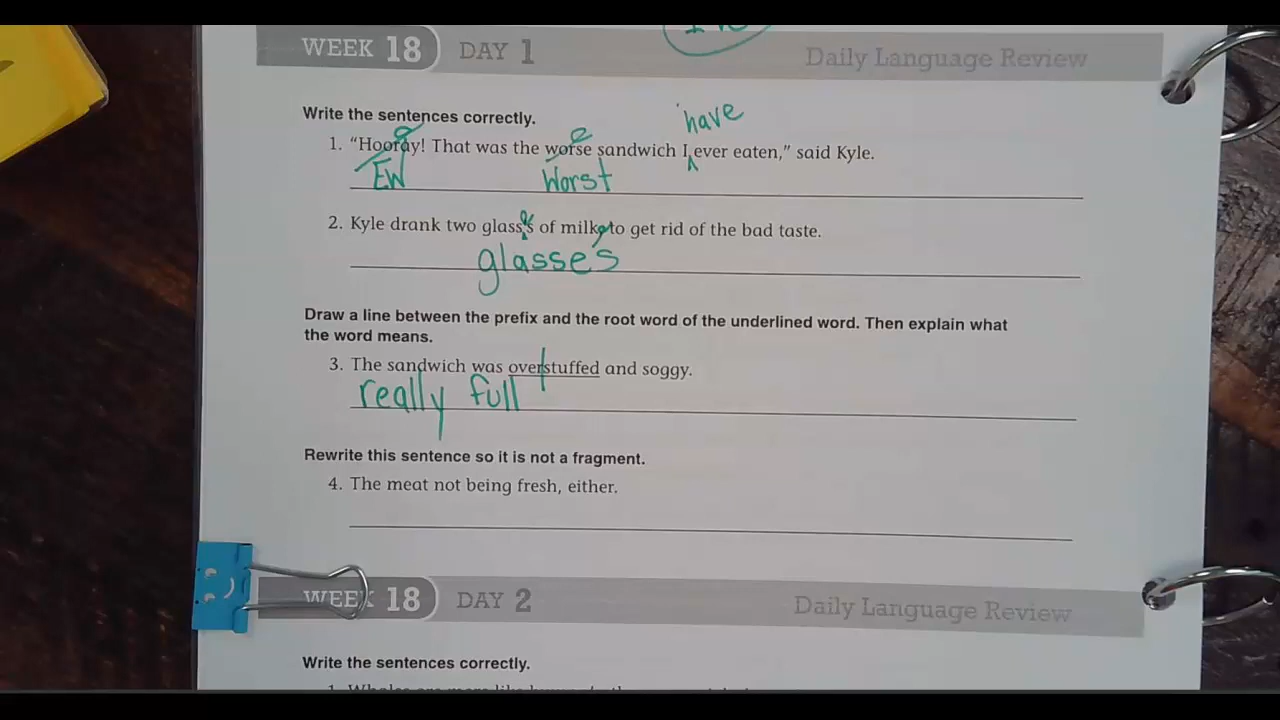 WEEK 18 DAY 1 Daily Language Review
Write the sentences correctly.
have
1. “Hooray! That was the worse sandwich I ever eaten,” said Kyle.
EW Worst
2. Kyle drank two glass's of milk, to get rid of the bad taste.
glasses
Draw a line between the prefix and the root word of the underlined word. Then explain what
the word means.
3. The sandwich was overstuffed and soggy.
really full
Rewrite this sentence so it is not a fragment.
4. The meat not being fresh, either.
WEEK 18 DAY 2 Daily Language Review
Write the sentences correctly.